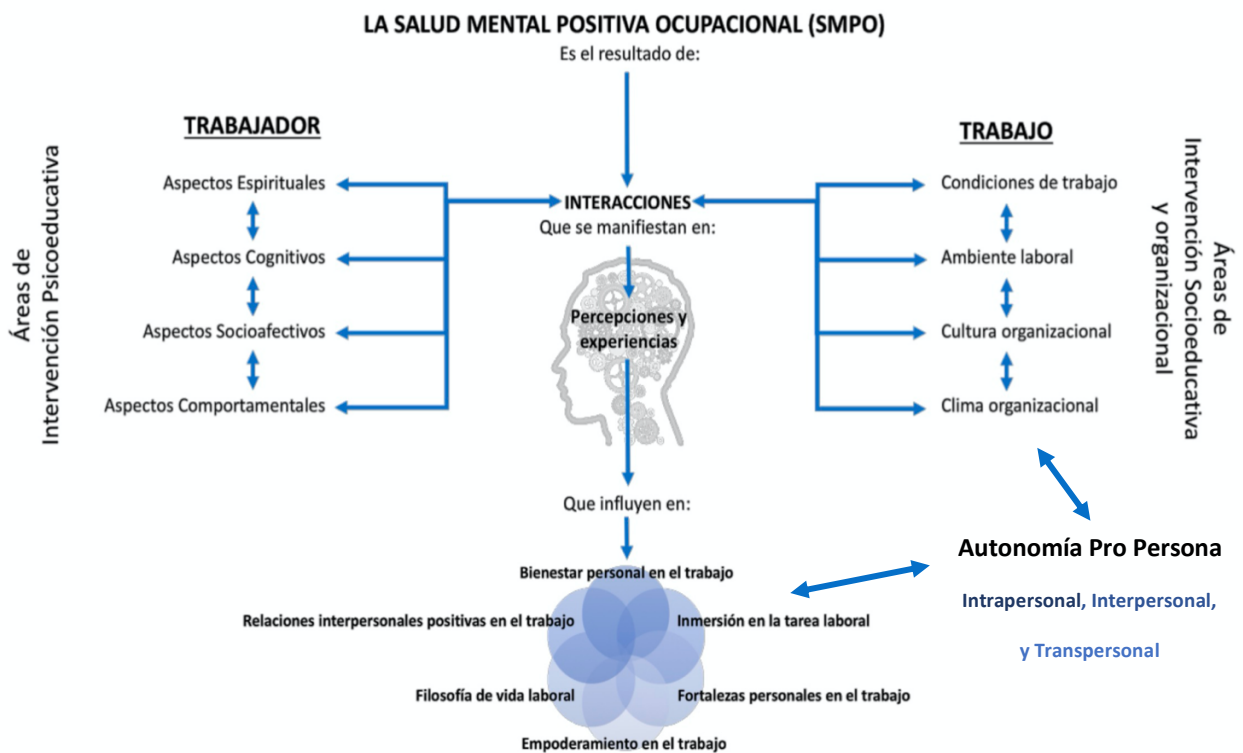 LA SALUD MENTAL POSITIVA OCUPACIONAL (SMPO)
Es el resultado de:
Áreas de
Intervención Psicoeducativa
TRABAJADOR
Aspectos Espirituales
Aspectos Cognitivos
Aspectos Socioafectivos
Aspectos Comportamentales
INTERACCIONES
Que se manifiestan en:
Percepciones y
experiencias
TRABAJO
Condiciones de trabajo
Ambiente laboral
Cultura organizacional
Clima organizacional
Áreas de
Intervención Socioeducativa
y organizacional
Que influyen en:
Bienestar personal en el trabajo
Relaciones interpersonales positivas en el trabajo
Inmersión en la tarea laboral
Filosofía de vida laboral
Fortalezas personales en el trabajo
Empoderamiento en el trabajo
Autonomía Pro Persona
Intrapersonal, Interpersonal,
y Transpersonal